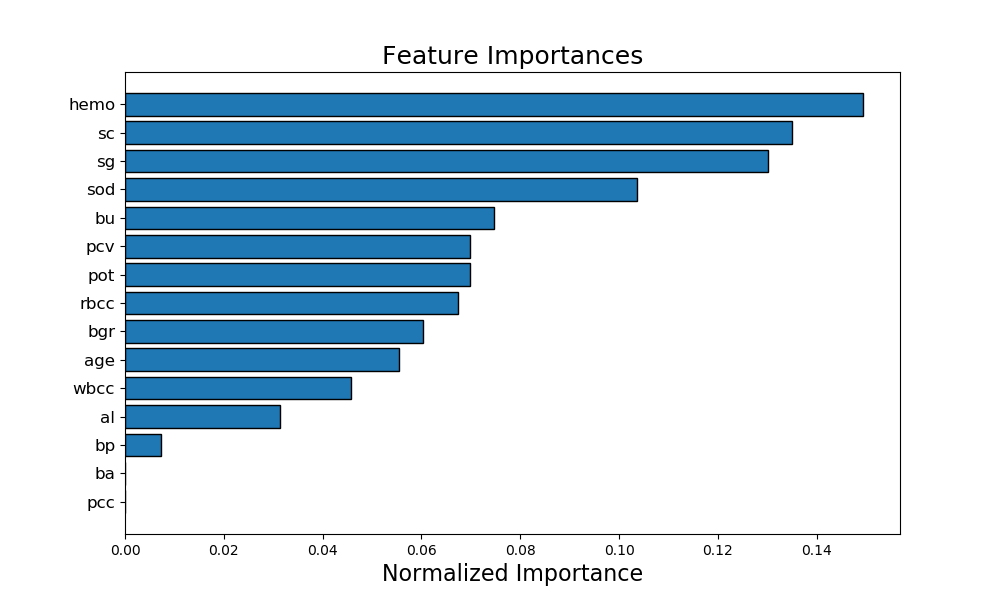 Feature Importances
hemo
sc
sg
sod
bu
pcv
pot
rbcc
bgr
age
wbcc
al
bp
ba
pcc
0.00 0.02 0.04 0.06 0.08 0.10 0.12 0.14
Normalized Importance